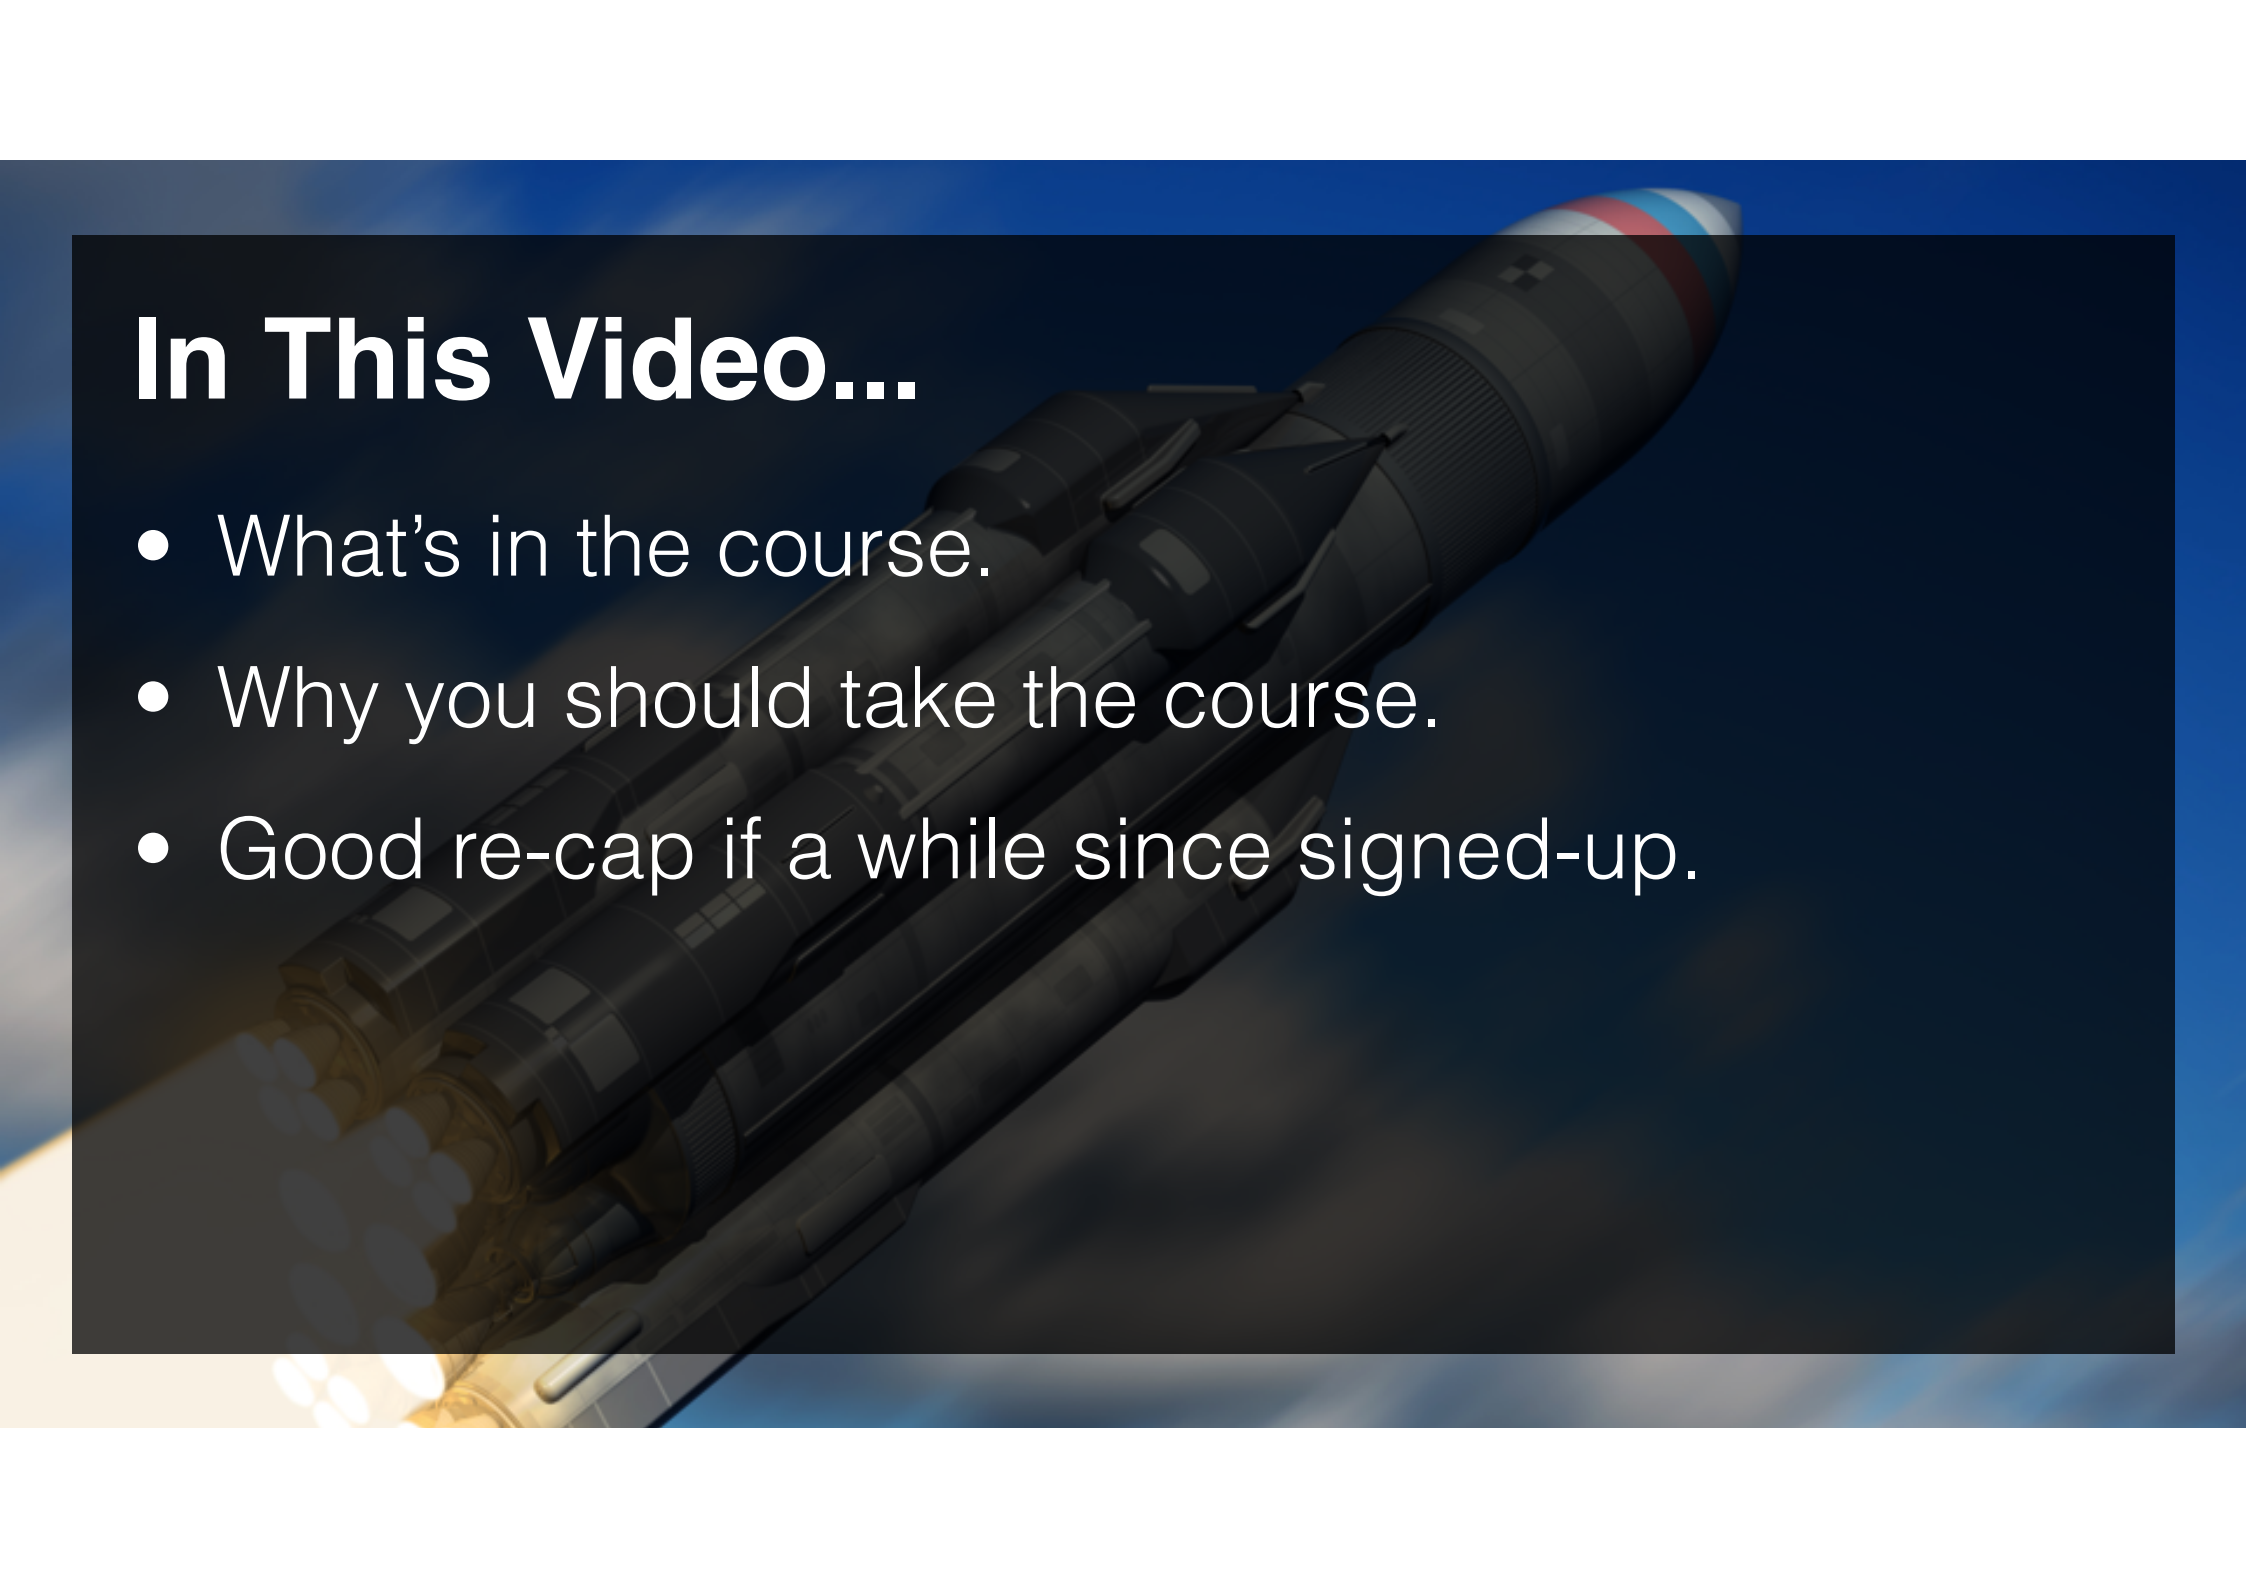 In This Video...
• What’s in the course.
• Why you should take the course.
• Good re-cap if a while since signed-up.